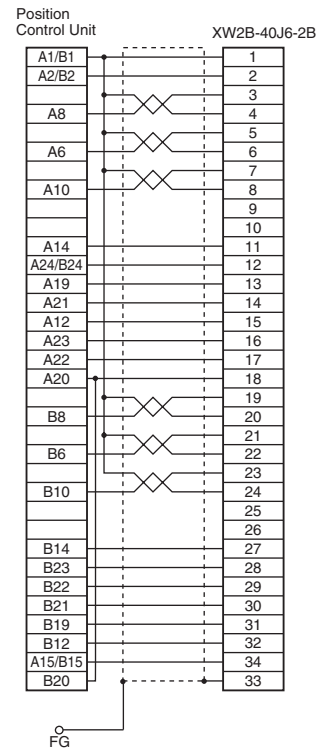 Position
Control Unit
XW2B-40J6-2B
A1/B1 1
A2/B2 2
3
A8 4
5
A6 6
7
A10 8
9
10
A14 11
A24/B24 12
A19 13
A21 14
A12 15
A23 16
A22 17
A20 18
19
B8 20
21
B6 22
23
B10 24
25
26
B14 27
B23 28
B22 29
B21 30
B19 31
B12 32
A15/B15 34
B20 33
FG